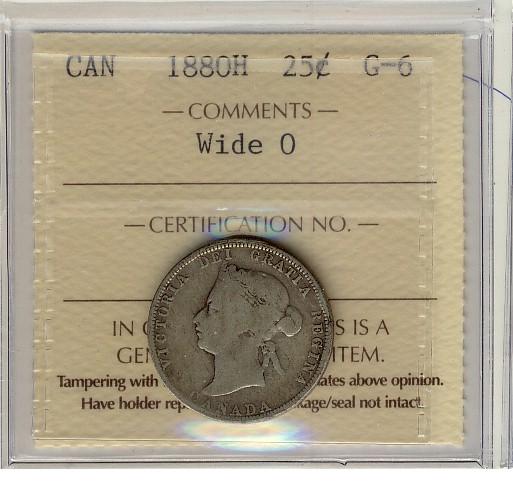 CAN 1880H 25¢ G-6
— COMMENTS —
Wide O
— CERTIFICATION NO. —
VICTORIA DEI GRATIA REGINA
CANADA
IS A
ITEM.
Tampering with above opinion.
Have holder seal not intact.